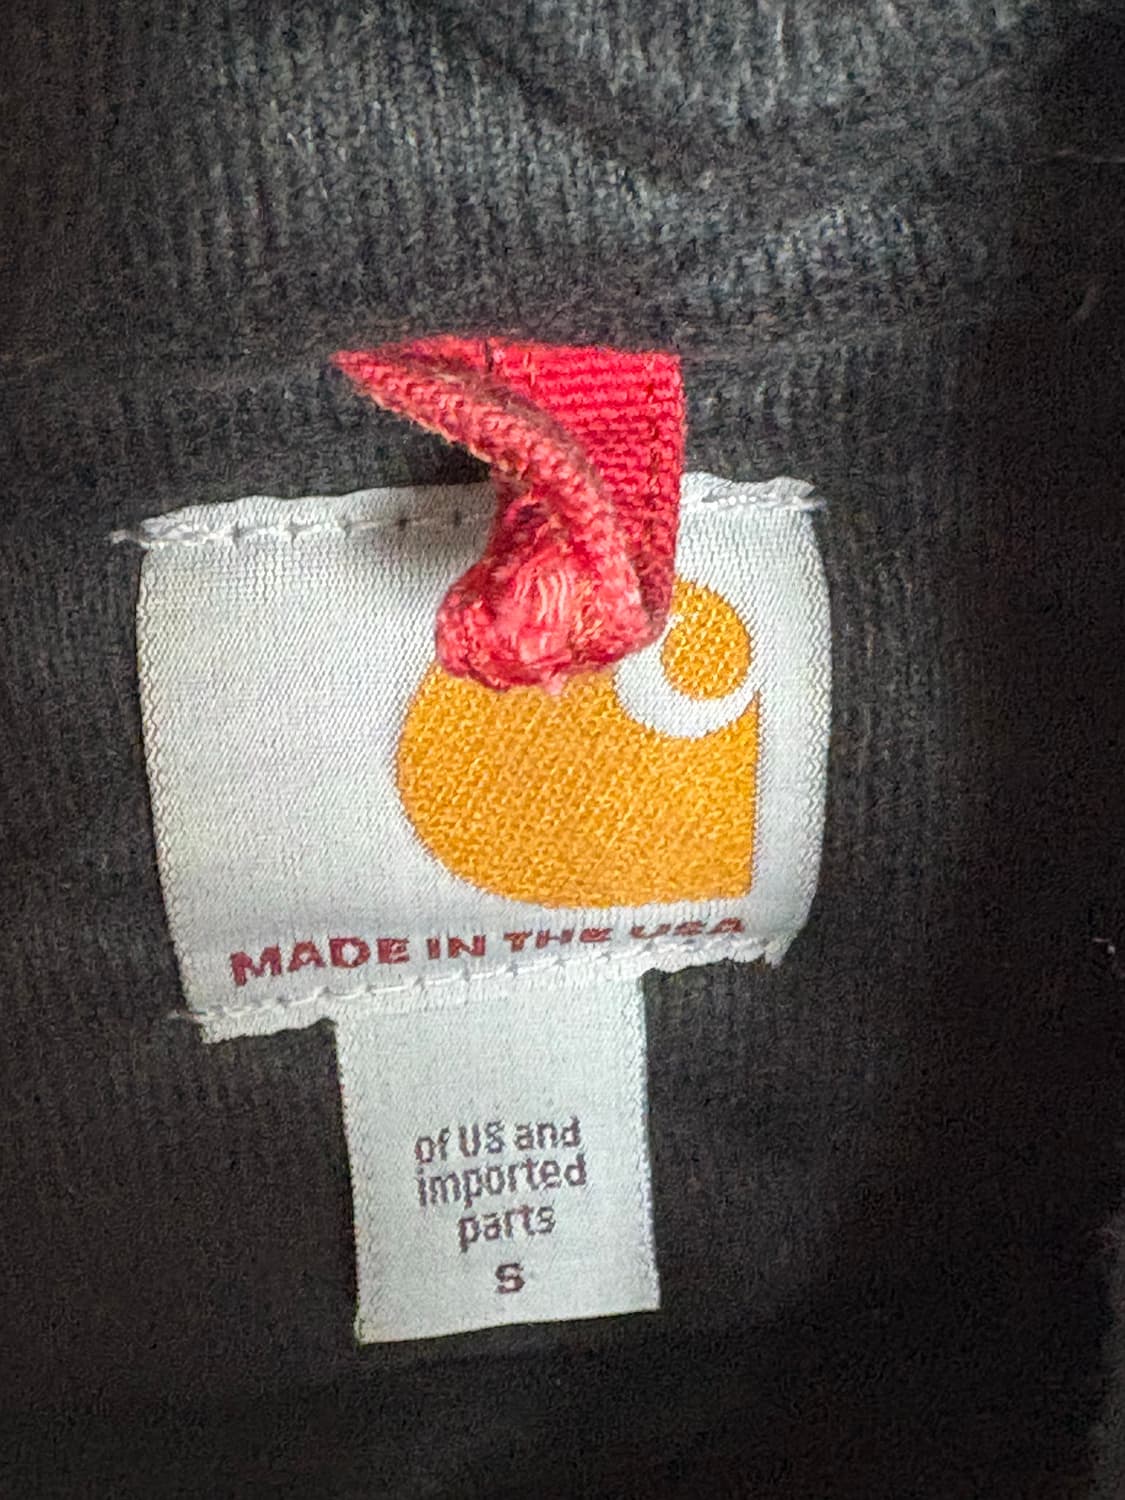 MADE IN THE USA
of US and
imported
parts
S